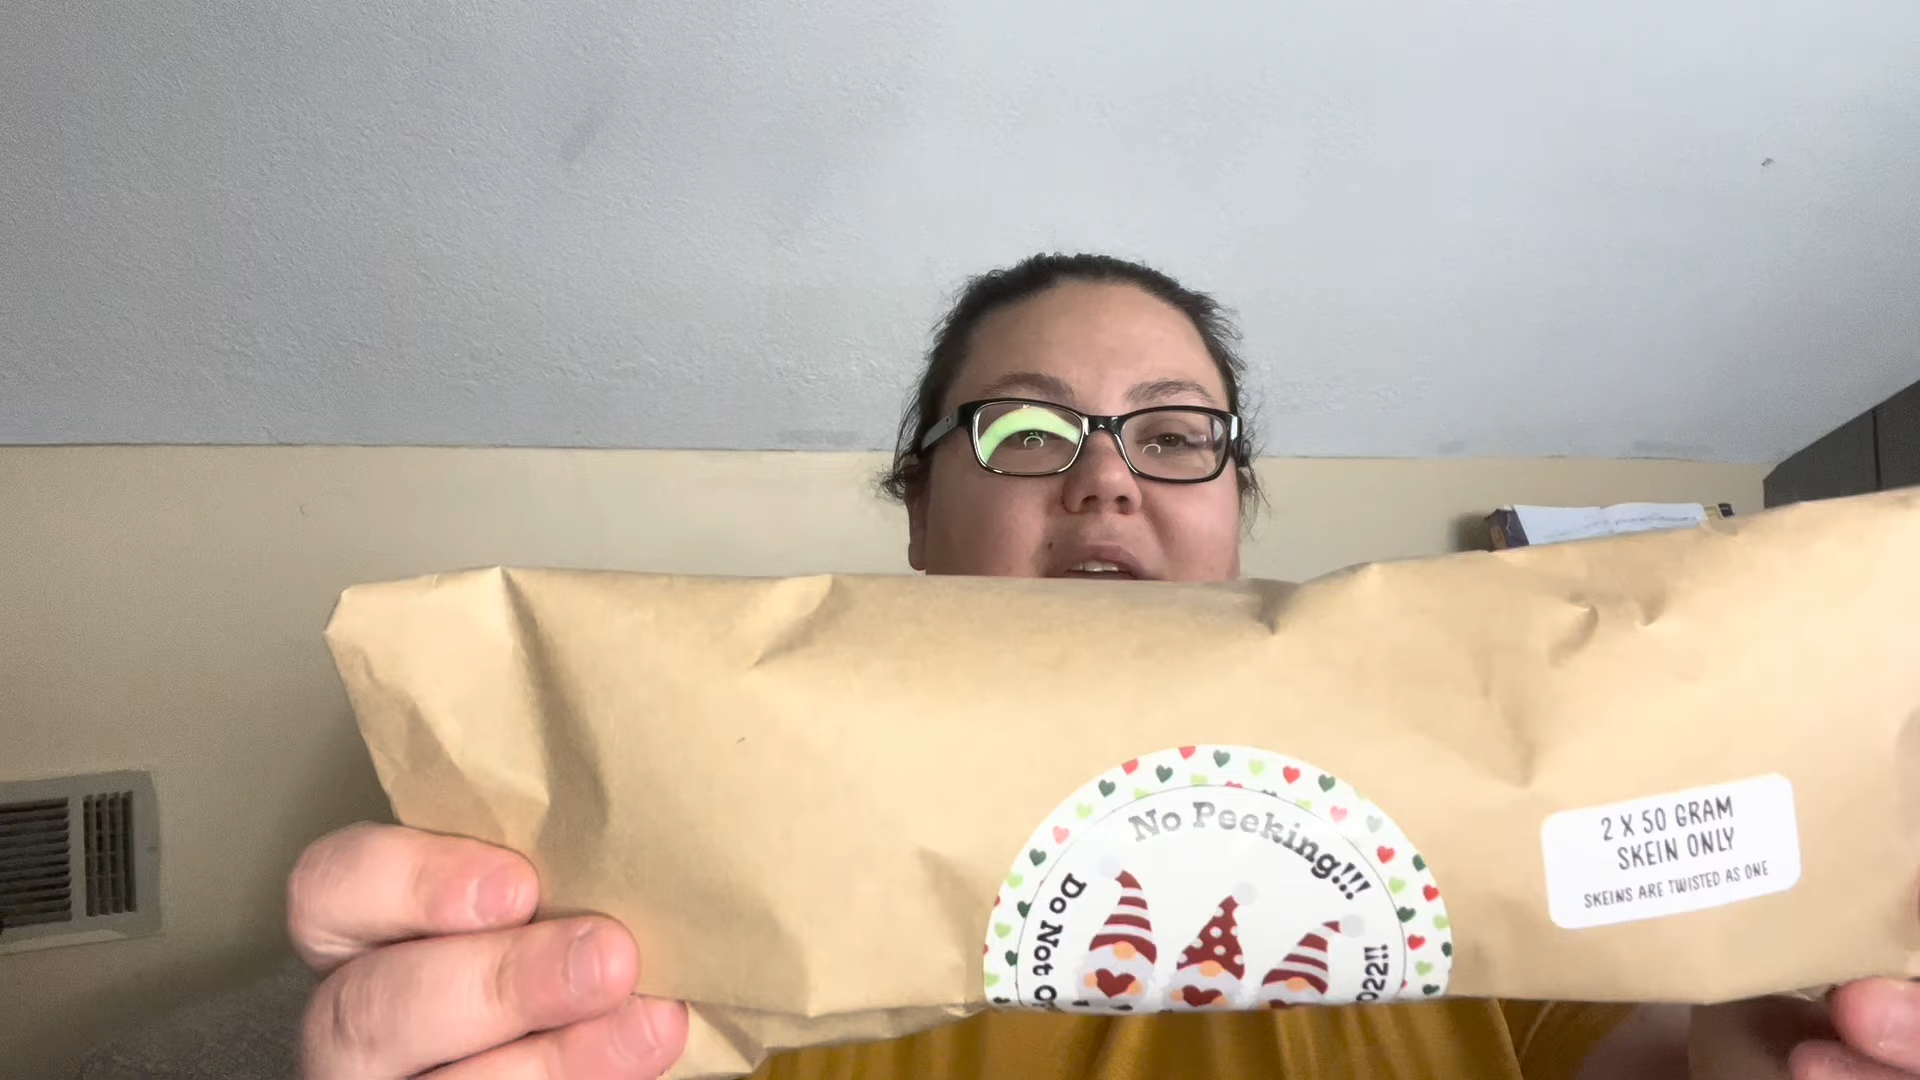 No Peeking!!!
Do Not
2 X 50 GRAM
SKEIN ONLY
SKEINS ARE TWISTED AS ONE